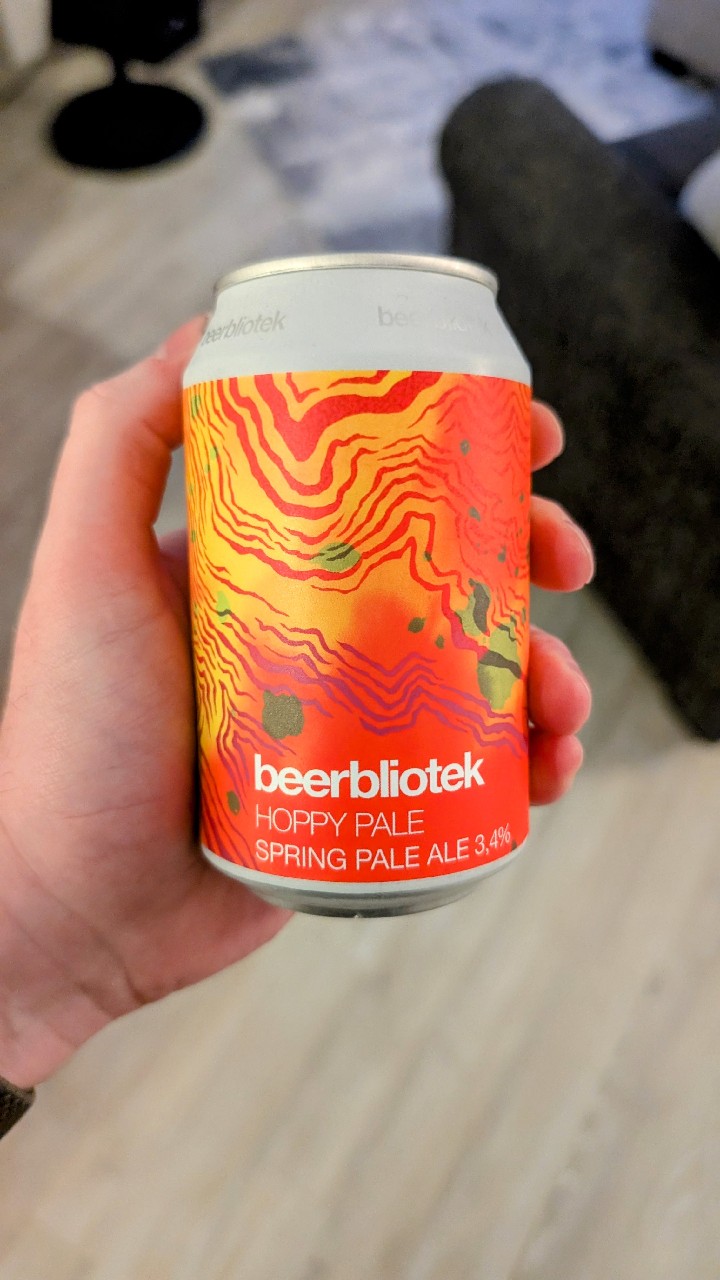 beerbliotek
beerbliotek
HOPPY PALE
SPRING PALE ALE 3,4%